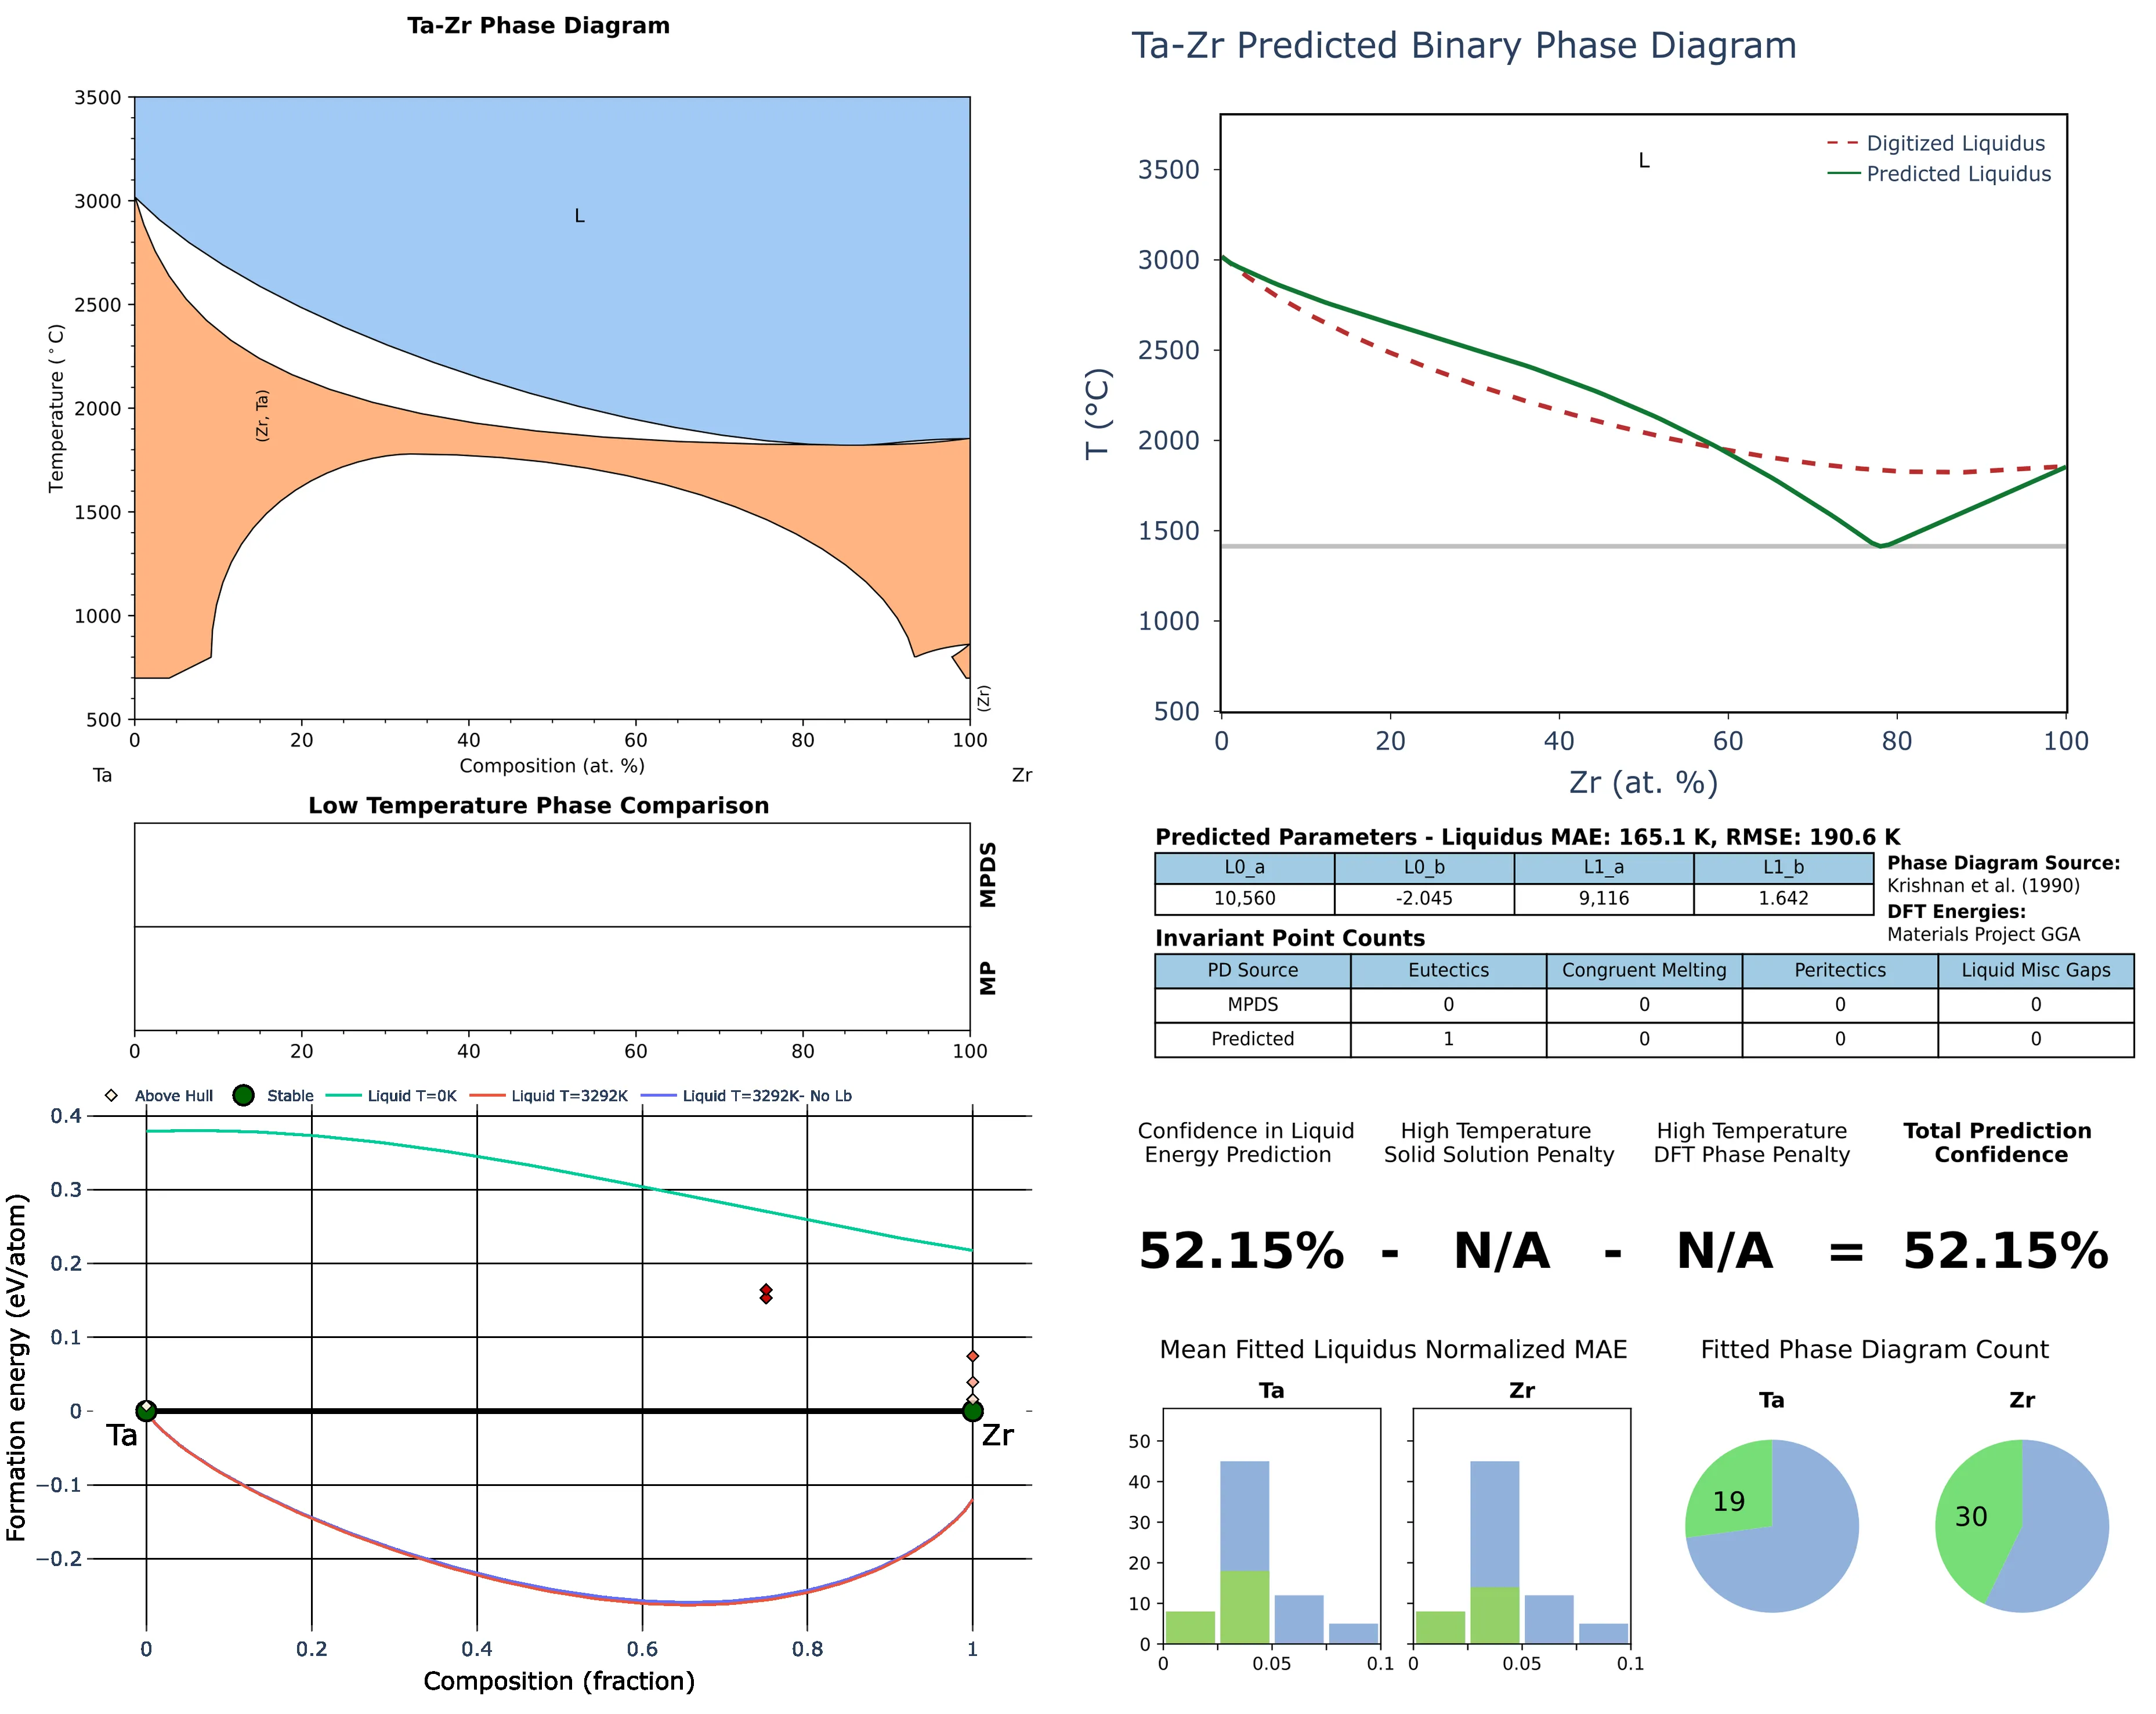 Ta-Zr Phase Diagram
3500
3000
2500
2000
1500
1000
500
Temperature (°C)
L
(Zr, Ta)
(Zr)
0 20 40 60 80 100
Ta Composition (at. %) Zr
Ta-Zr Predicted Binary Phase Diagram
L
Digitized Liquidus
Predicted Liquidus
3500
3000
2500
2000
1500
1000
500
T (°C)
0 20 40 60 80 100
Zr (at. %)
Low Temperature Phase Comparison
MPDS
MP
0 20 40 60 80 100
Predicted Parameters - Liquidus MAE: 165.1 K, RMSE: 190.6 K
L0_a L0_b L1_a L1_b
10,560 -2.045 9,116 1.642
Phase Diagram Source:
Krishnan et al. (1990)
DFT Energies:
Materials Project GGA
Invariant Point Counts
PD Source Eutectics Congruent Melting Peritectics Liquid Misc Gaps
MPDS 0 0 0 0
Predicted 1 0 0 0
Above Hull Stable Liquid T=0K Liquid T=3292K Liquid T=3292K- No Lb
0.4
0.3
0.2
0.1
0
−0.1
−0.2
Formation energy (eV/atom)
Ta Zr
0 0.2 0.4 0.6 0.8 1
Composition (fraction)
Confidence in Liquid
Energy Prediction
High Temperature
Solid Solution Penalty
High Temperature
DFT Phase Penalty
Total Prediction
Confidence
52.15% - N/A - N/A = 52.15%
Mean Fitted Liquidus Normalized MAE
Ta Zr
50
40
30
20
10
0
0 0.05 0.1 0 0.05 0.1
Fitted Phase Diagram Count
Ta Zr
19 30